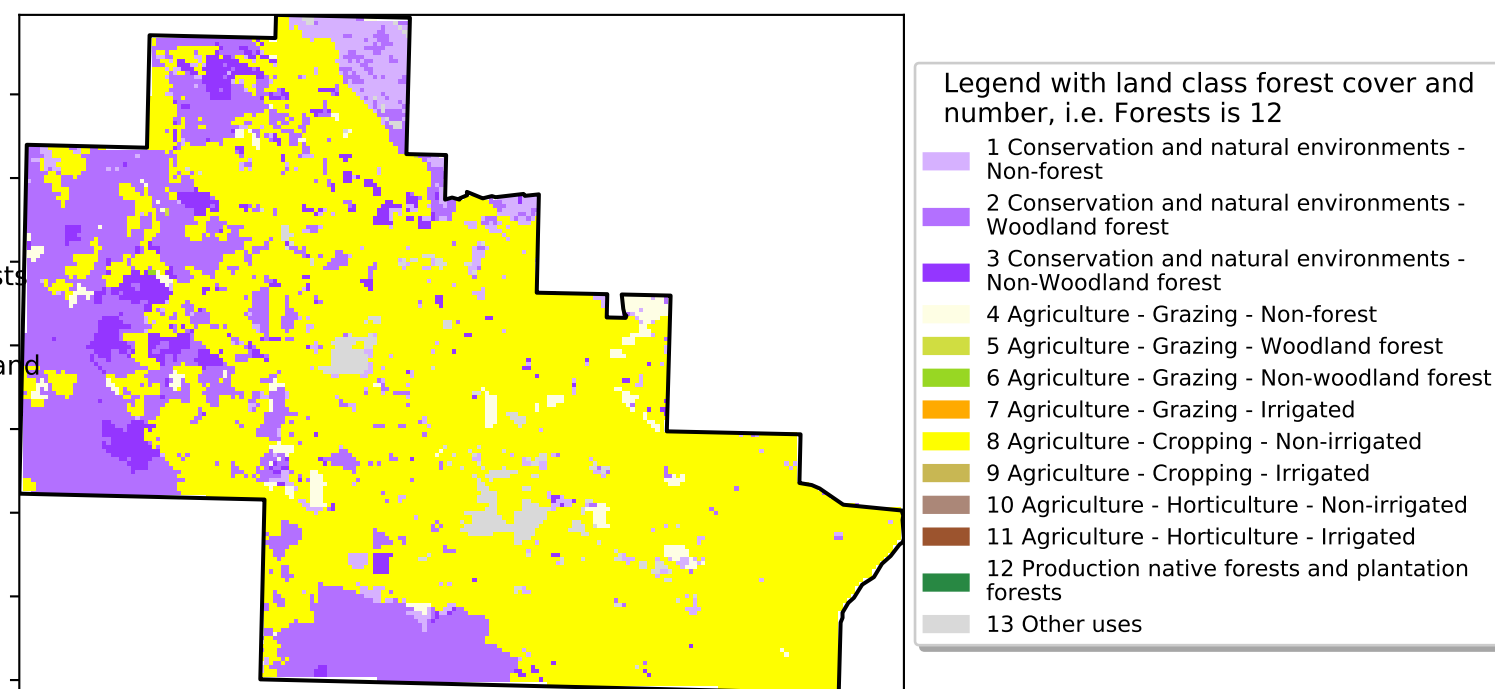 sts
and
Legend with land class forest cover and
number, i.e. Forests is 12
1 Conservation and natural environments -
Non-forest
2 Conservation and natural environments -
Woodland forest
3 Conservation and natural environments -
Non-Woodland forest
4 Agriculture - Grazing - Non-forest
5 Agriculture - Grazing - Woodland forest
6 Agriculture - Grazing - Non-woodland forest
7 Agriculture - Grazing - Irrigated
8 Agriculture - Cropping - Non-irrigated
9 Agriculture - Cropping - Irrigated
10 Agriculture - Horticulture - Non-irrigated
11 Agriculture - Horticulture - Irrigated
12 Production native forests and plantation
forests
13 Other uses